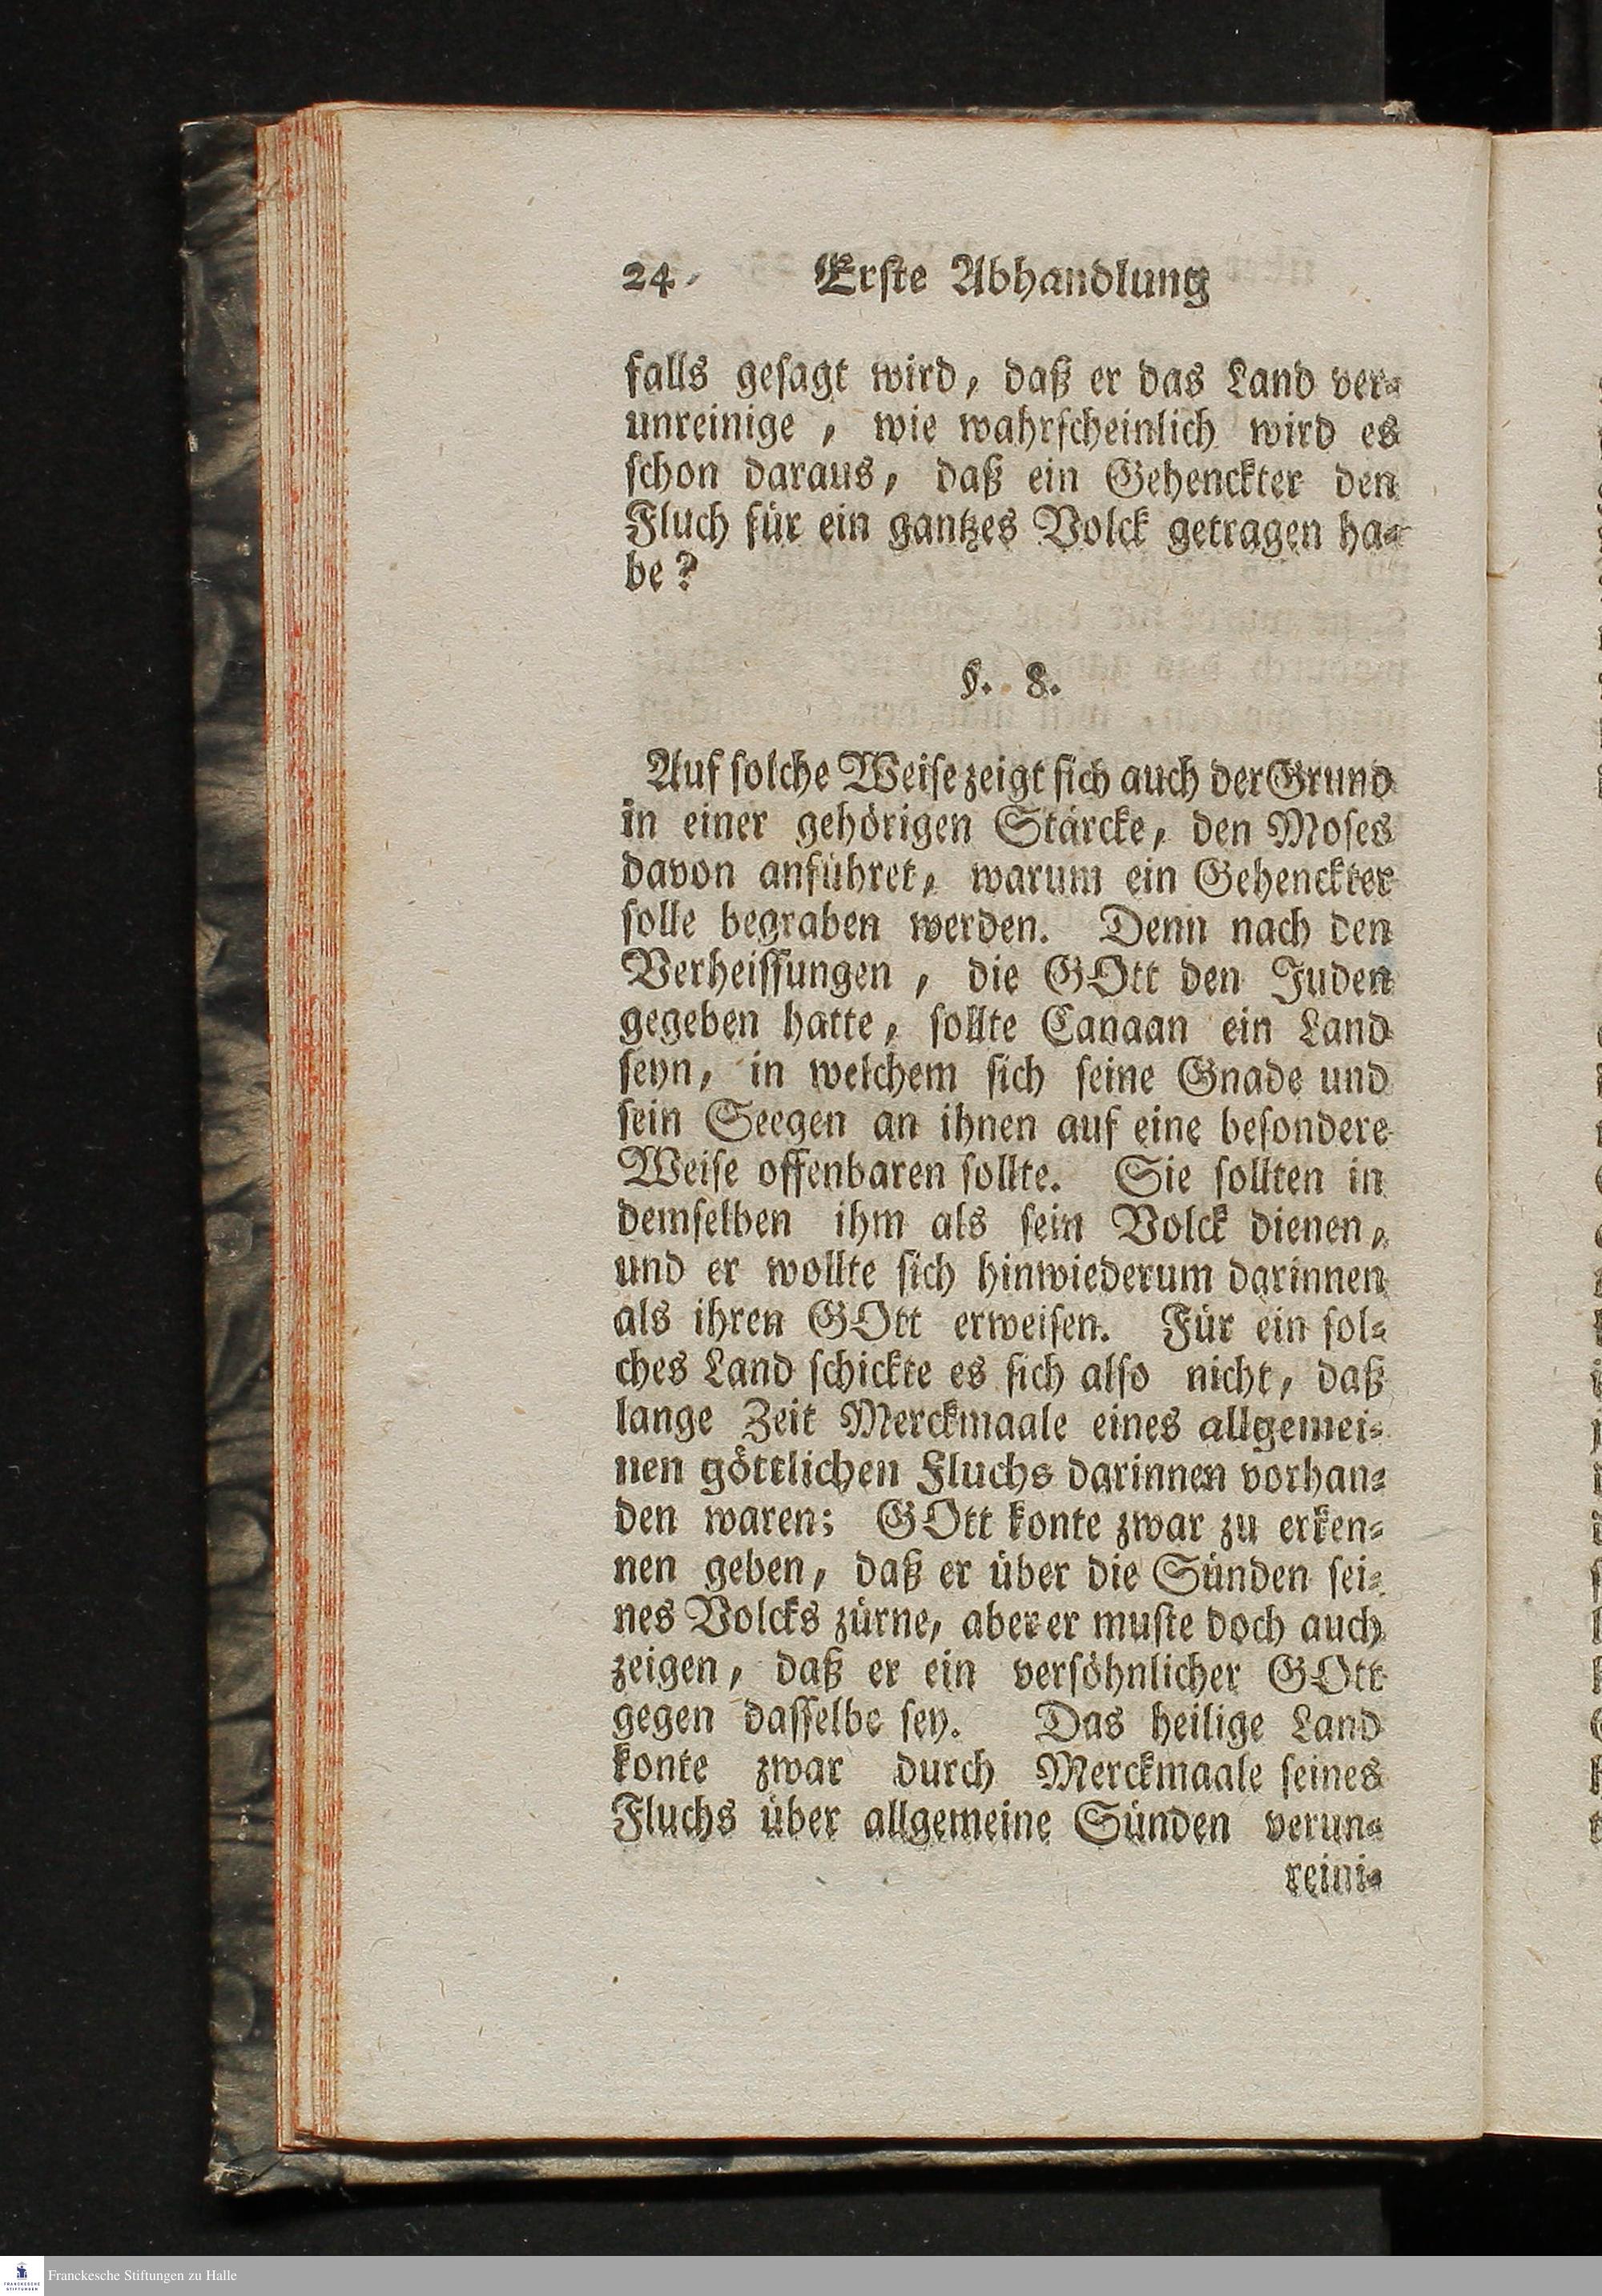 24 Erſte Abhandlung
falls geſagt wird, daß er das Land ver-
unreinige, wie wahrſcheinlich wird es
ſchon daraus, daß ein Gehenckter den
Fluch für ein gantzes Volck getragen ha-
be?
§. 8.
Auf ſolche Weiſe zeigt ſich auch der Grund
in einer gehörigen Stärcke, den Moſes
davon anführet, warum ein Gehenckter
ſolle begraben werden. Denn nach den
Verheiſſungen, die GOtt den Juden
gegeben hatte, ſollte Canaan ein Land
ſeyn, in welchem ſich ſeine Gnade und
ſein Seegen an ihnen auf eine beſondere
Weiſe offenbaren ſollte. Sie ſollten in
demſelben ihm als ſein Volck dienen,
und er wollte ſich hinwiederum darinnen
als ihren GOtt erweiſen. Für ein ſol-
ches Land ſchickte es ſich alſo nicht, daß
lange Zeit Merckmaale eines allgemei-
nen göttlichen Fluchs darinnen vorhan-
den waren; GOtt konte zwar zu erken-
nen geben, daß er über die Sünden ſei-
nes Volcks zürne, aber er muſte doch auch
zeigen, daß er ein verſöhnlicher GOtt
gegen daſſelbe ſey. Das heilige Land
konte zwar durch Merckmaale ſeines
Fluchs über allgemeine Sünden verun-
reini-
Franckesche Stiftungen zu Halle